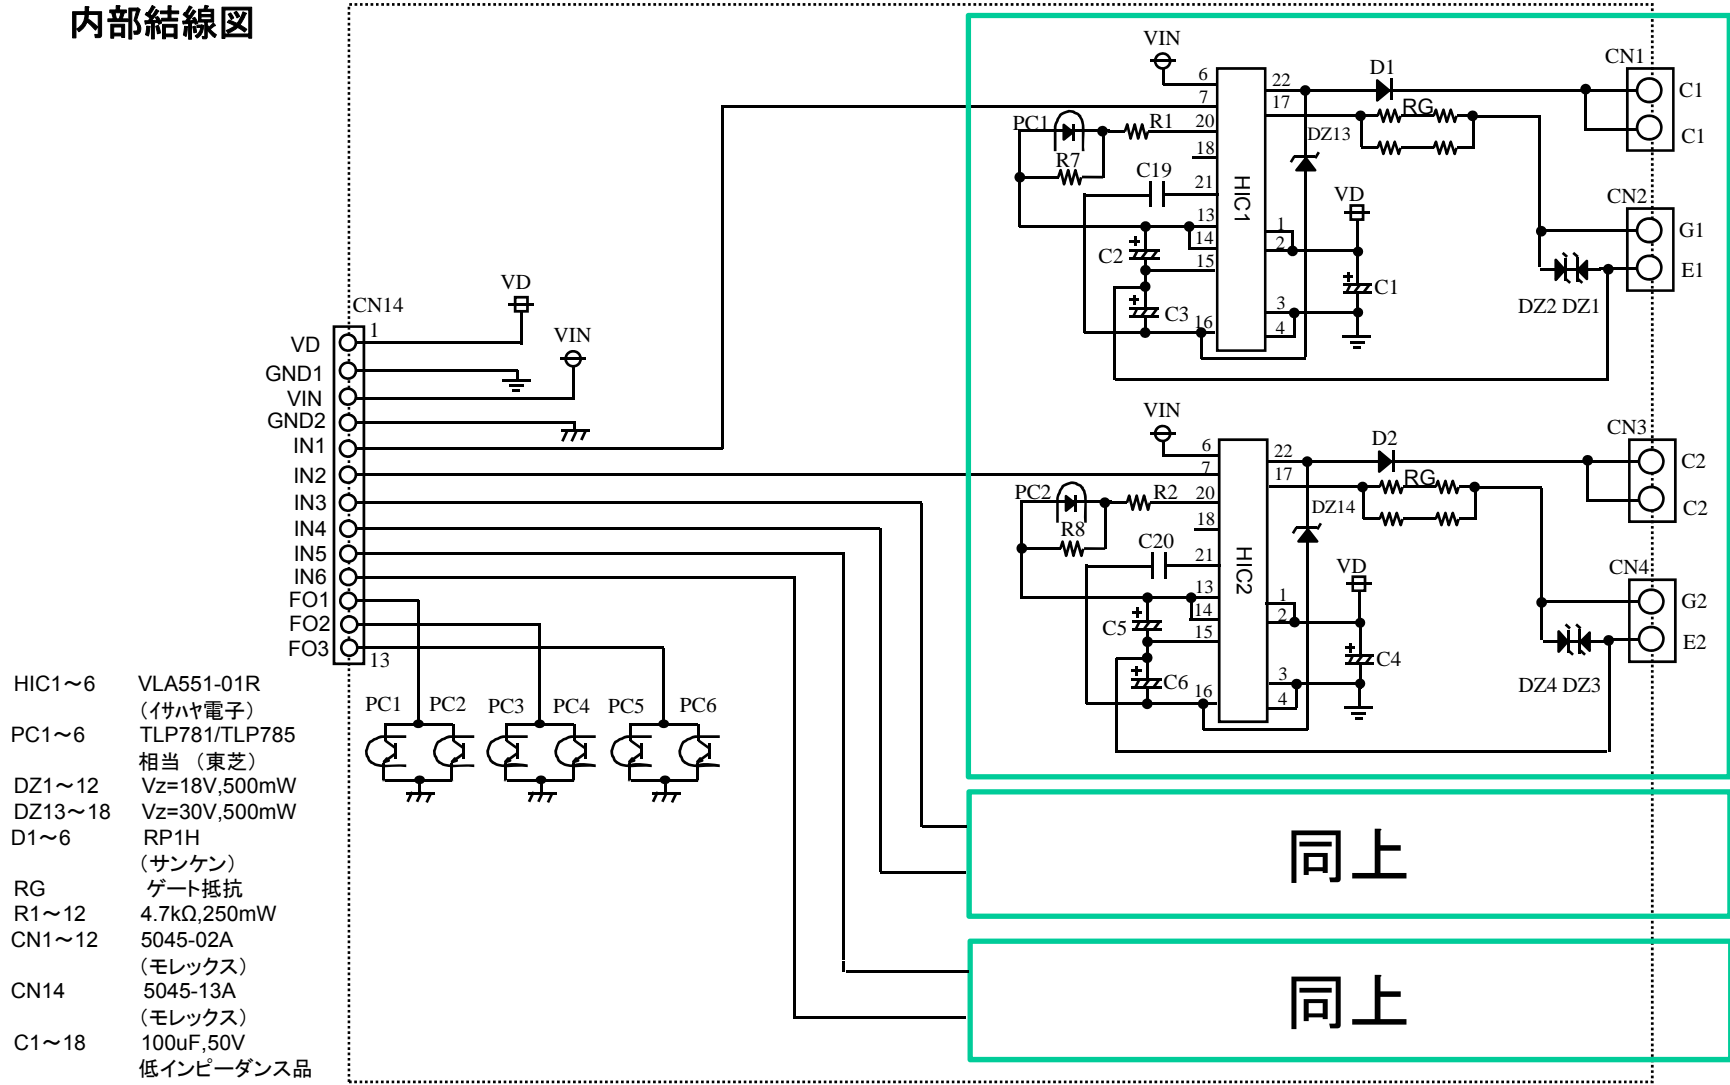 内部結線図
VIN
6
7
20
18
21
13
14
15
16
22
17
1
2
3
4
HIC1
PC1
R1
R7
C19
C2
C3
D1
RG
DZ13
VD
C1
CN1
C1
C1
CN2
G1
E1
DZ2 DZ1
VIN
6
7
20
18
21
13
14
15
16
22
17
1
2
3
4
HIC2
PC2
R2
R8
C20
C5
C6
D2
RG
DZ14
VD
C4
CN3
C2
C2
CN4
G2
E2
DZ4 DZ3
同上
同上
VD
VIN
CN14
1
VD
GND1
VIN
GND2
IN1
IN2
IN3
IN4
IN5
IN6
FO1
FO2
FO3
13
PC1 PC2 PC3 PC4 PC5 PC6
HIC1～6 VLA551-01R
（イサハヤ電子）
PC1～6 TLP781/TLP785
相当 （東芝）
DZ1～12 Vz=18V,500mW
DZ13～18 Vz=30V,500mW
D1～6 RP1H
（サンケン）
RG ゲート抵抗
R1～12 4.7kΩ,250mW
CN1～12 5045-02A
（モレックス）
CN14 5045-13A
（モレックス）
C1～18 100uF,50V
低インピーダンス品